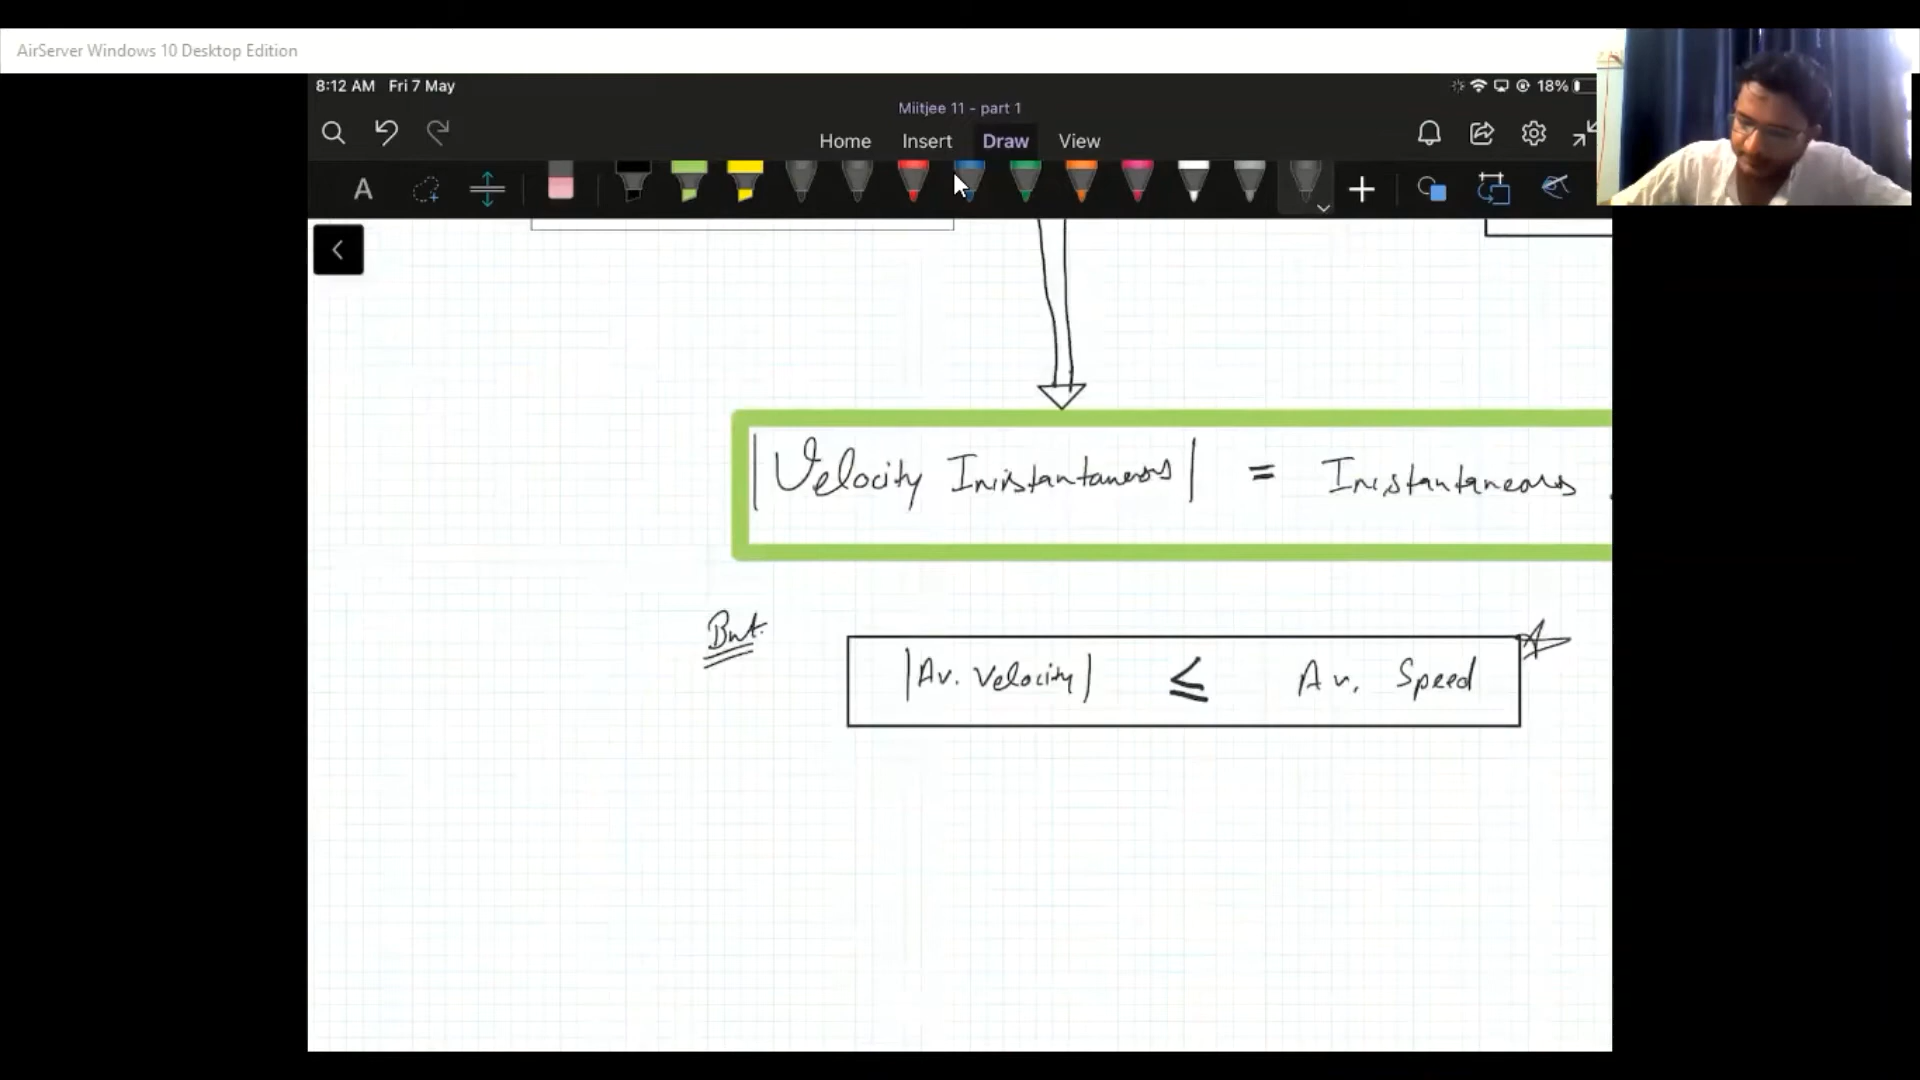 AirServer Windows 10 Desktop Edition
8:12 AM Fri 7 May
18%
Miitjee 11 - part 1
Home Insert Draw View
A
|Velocity Ininstantaneous| = Instantaneous
But.
|Av. Velocity| ≤ Av. Speed